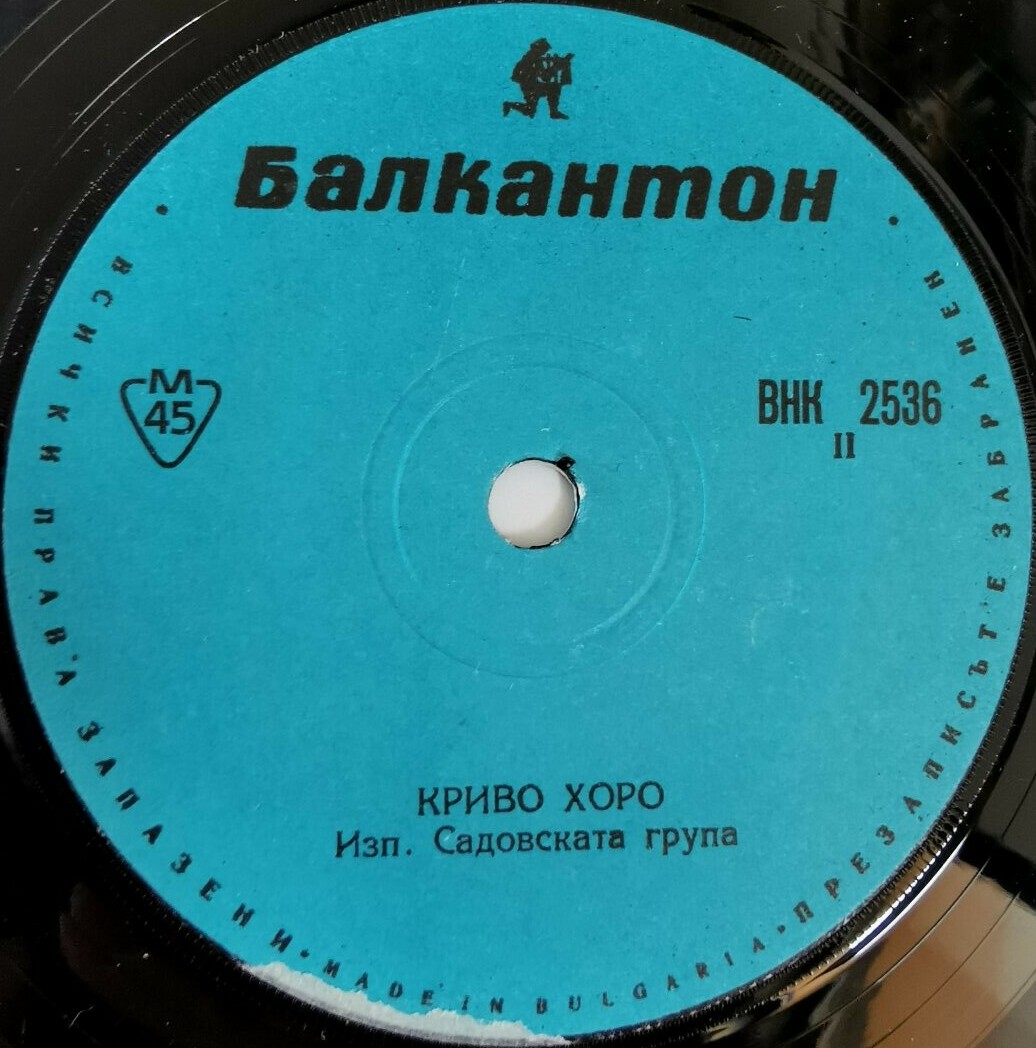 Балкантон
М
45
ВНК 2536
II
КРИВО ХОРО
Изп. Садовската група
ВСИЧКИ ПРАВА ЗАПАЗЕНИ • MADE IN BULGARIA • ПРЕЗАПИСЪТ Е ЗАБРАНЕН